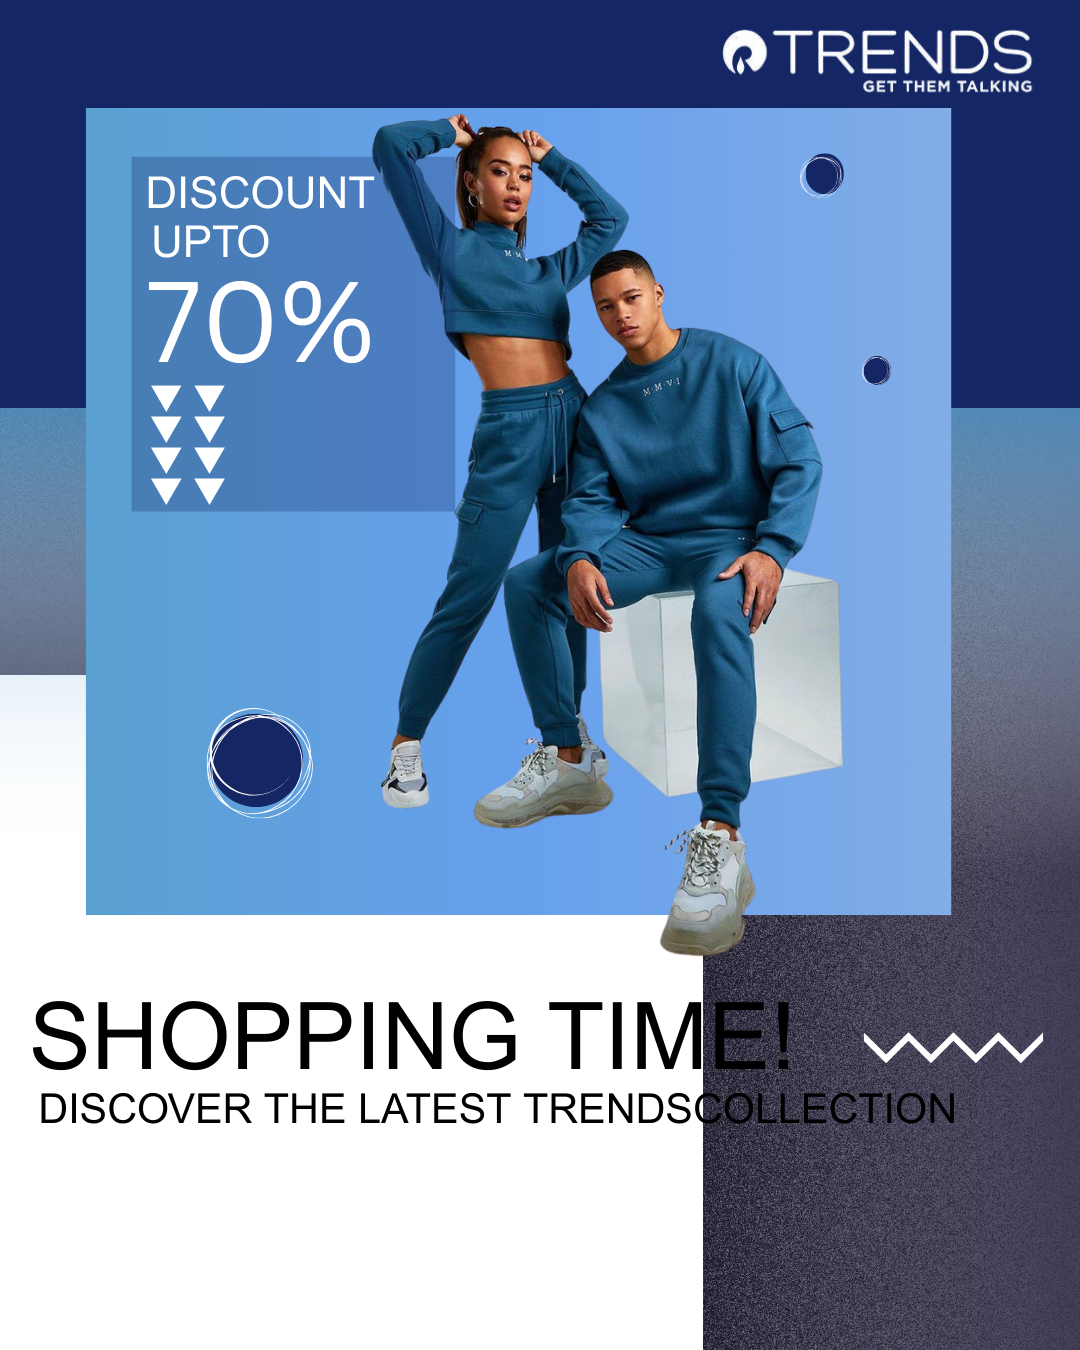 TRENDS
GET THEM TALKING
DISCOUNT
UPTO
70%
M·M·V·I
SHOPPING TIME!
DISCOVER THE LATEST TRENDSCOLLECTION